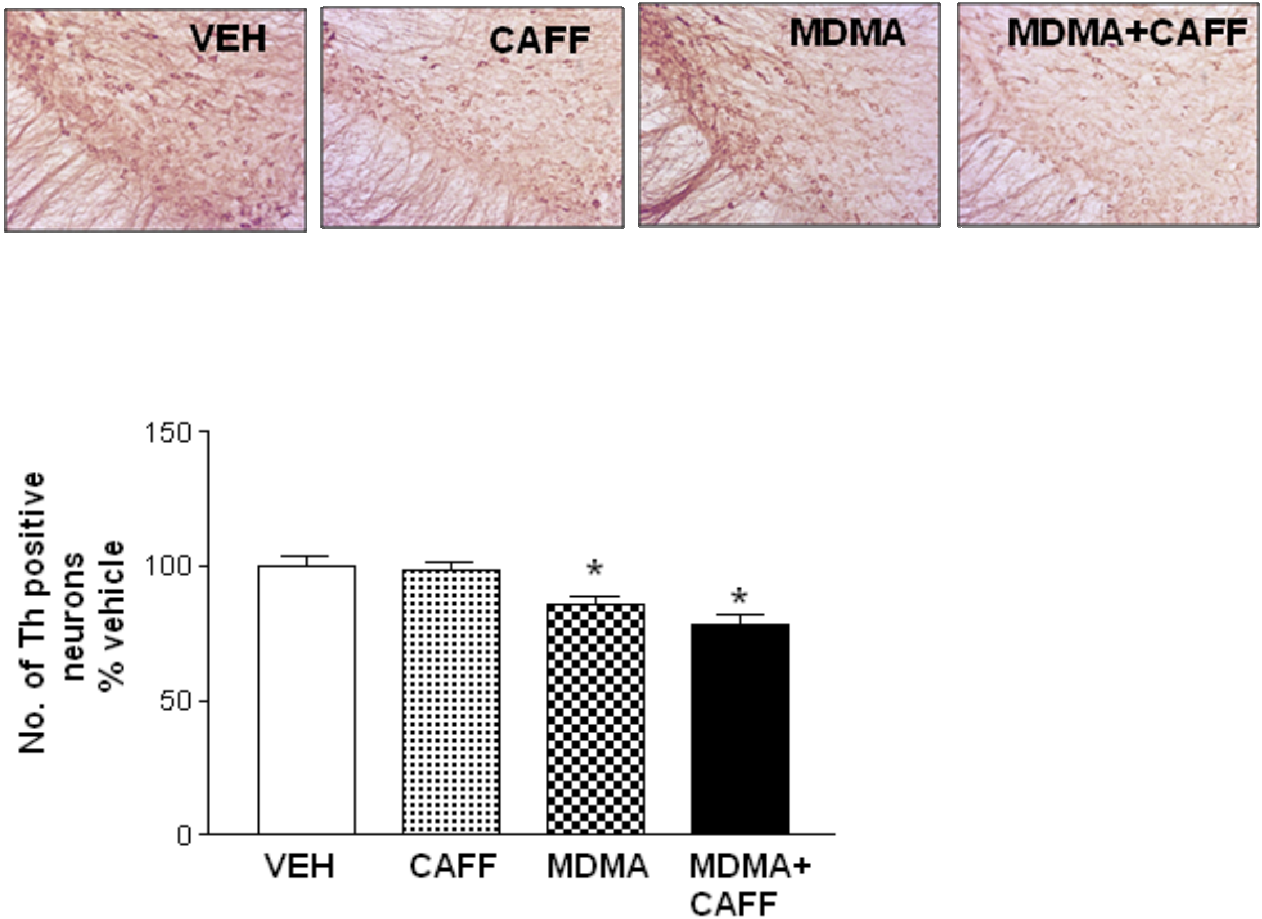 VEH
CAFF
MDMA
MDMA+CAFF
No. of Th positive
neurons
% vehicle
150
100
50
0
*
*
VEH
CAFF
MDMA
MDMA+
CAFF